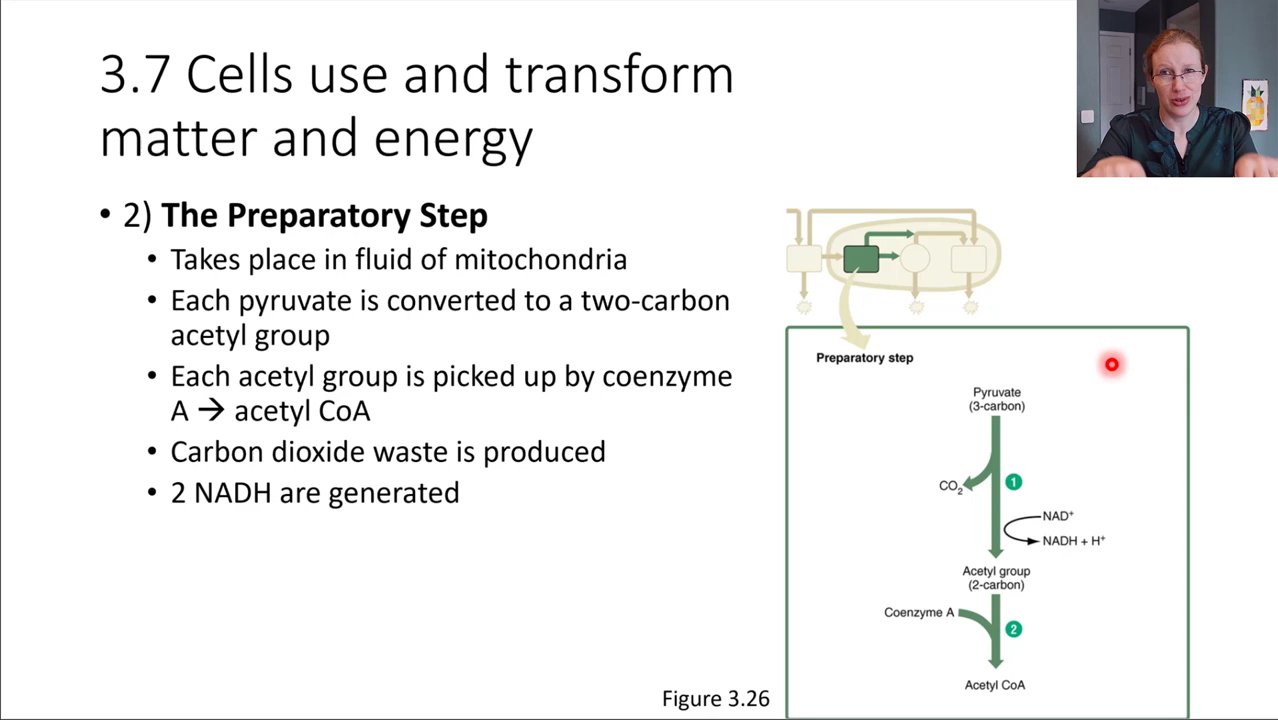 3.7 Cells use and transform
matter and energy
• 2) The Preparatory Step
• Takes place in fluid of mitochondria
• Each pyruvate is converted to a two-carbon
acetyl group
• Each acetyl group is picked up by coenzyme
A → acetyl CoA
• Carbon dioxide waste is produced
• 2 NADH are generated
Preparatory step
Pyruvate
(3-carbon)
CO₂
1
NAD⁺
NADH + H⁺
Acetyl group
(2-carbon)
Coenzyme A
2
Acetyl CoA
Figure 3.26